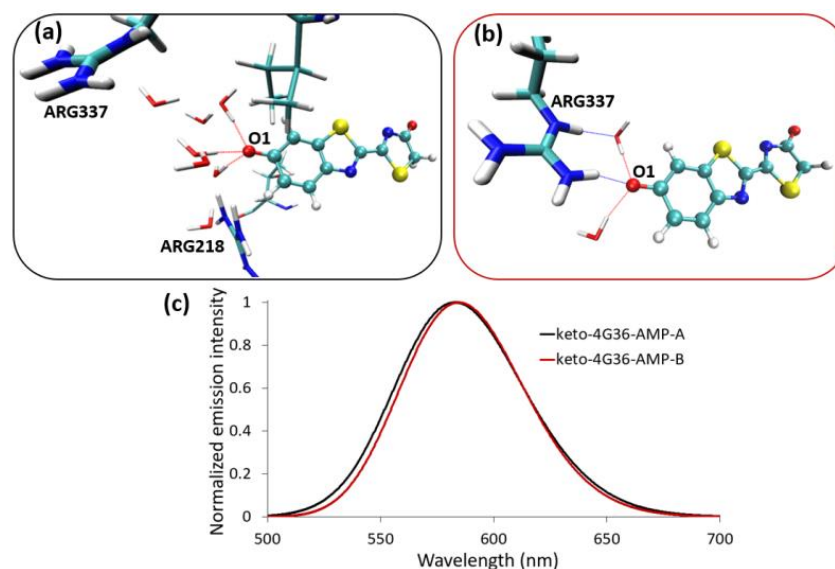 (a)
ARG337
O1
ARG218
(b)
ARG337
O1
(c)
Normalized emission intensity
1
0.8
0.6
0.4
0.2
0
keto-4G36-AMP-A
keto-4G36-AMP-B
500
550
600
650
700
Wavelength (nm)